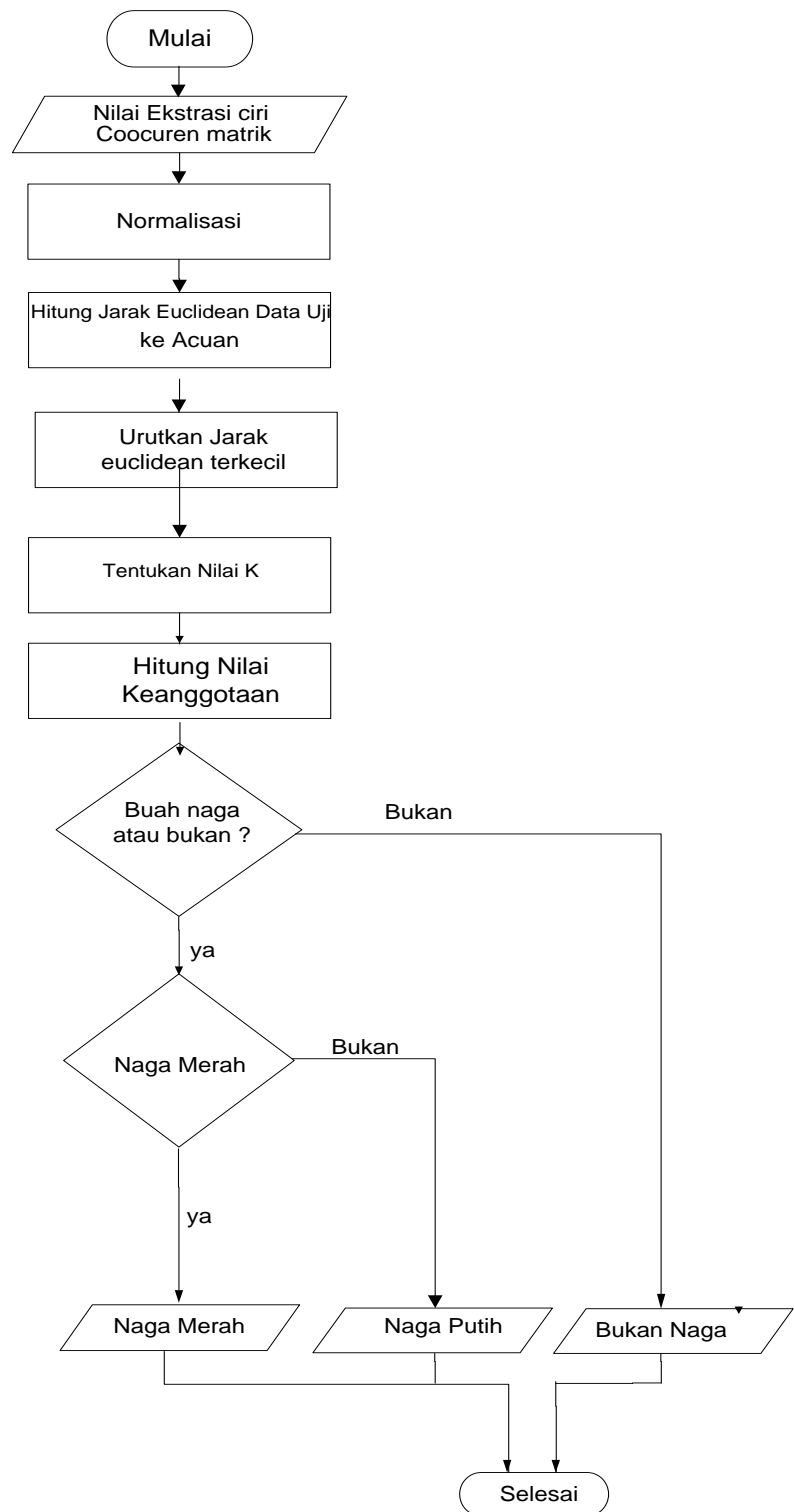 Mulai
Nilai Ekstrasi ciri
Coocuren matrik
Normalisasi
Hitung Jarak Euclidean Data Uji
ke Acuan
Urutkan Jarak
euclidean terkecil
Tentukan Nilai K
Hitung Nilai
Keanggotaan
Buah naga
atau bukan ?
Bukan
ya
Naga Merah
Bukan
ya
Naga Merah
Naga Putih
Bukan Naga
Selesai